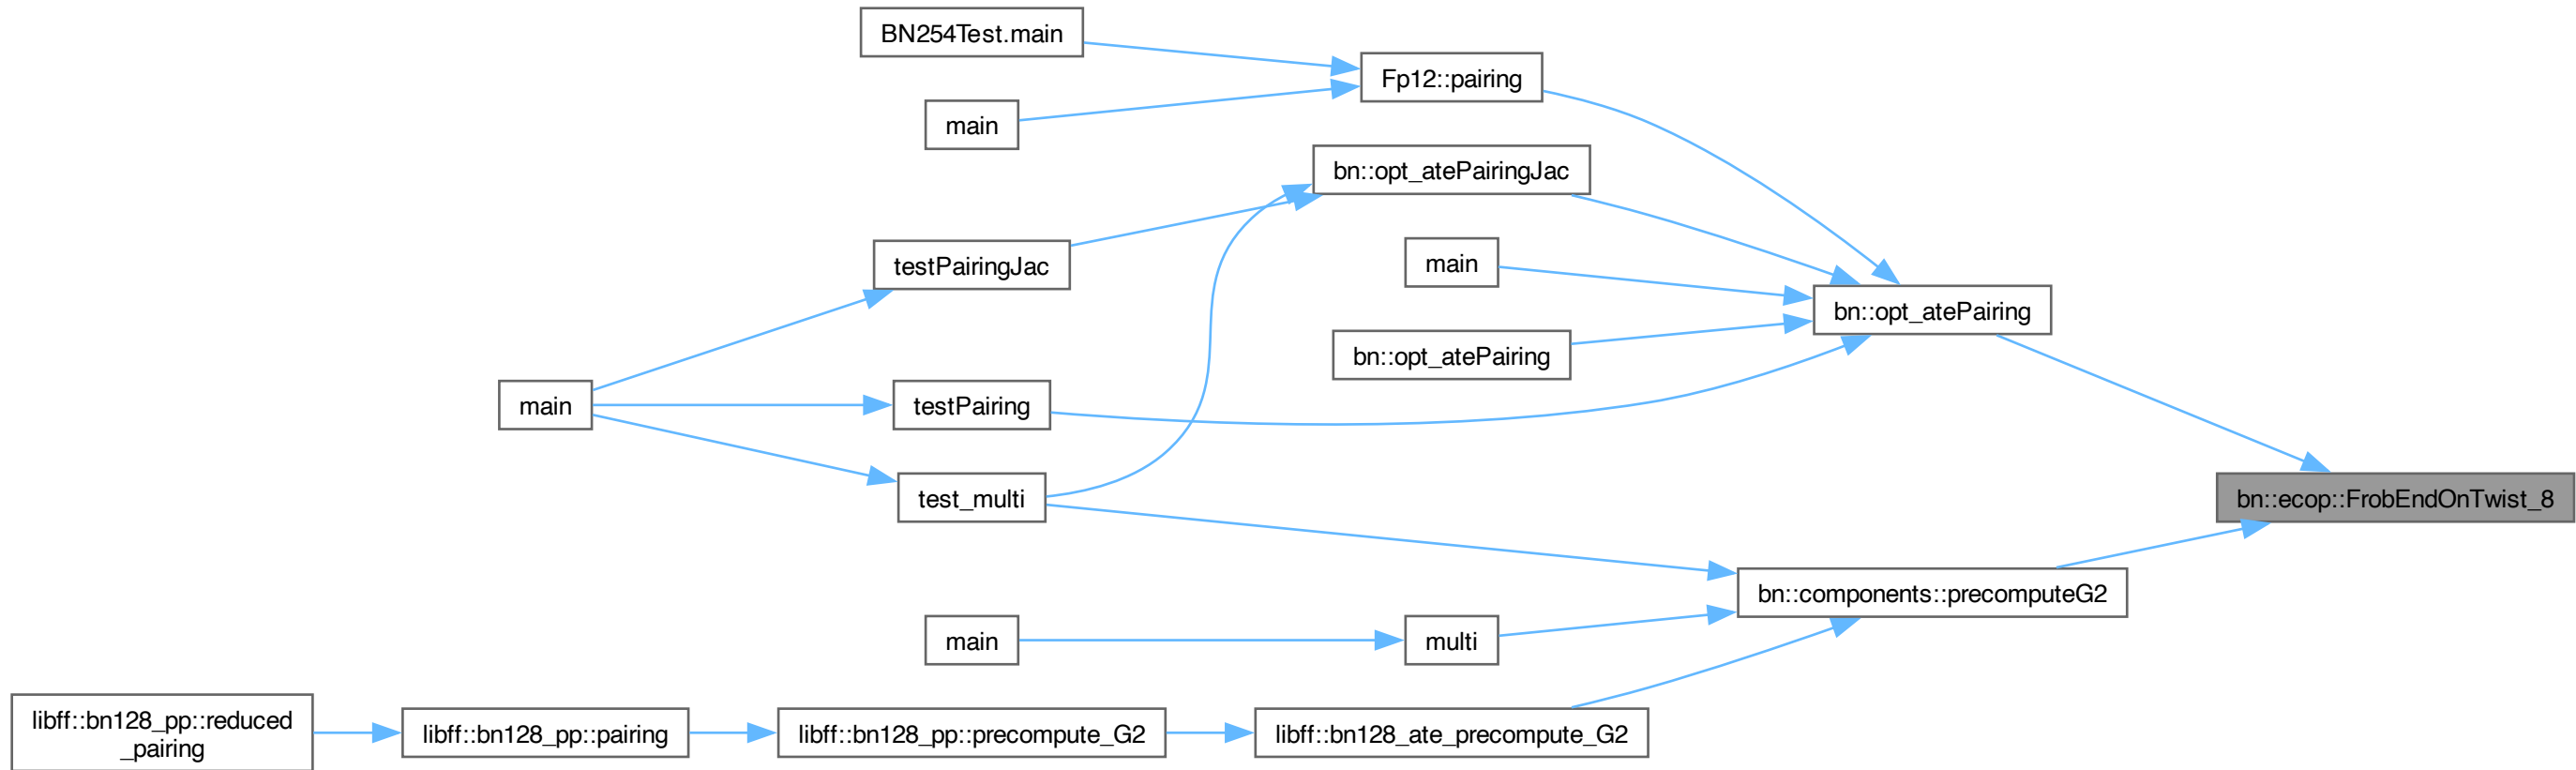 BN254Test.main
Fp12::pairing
main
bn::opt_atePairingJac
main
testPairingJac
bn::opt_atePairing
bn::opt_atePairing
main
testPairing
test_multi
bn::ecop::FrobEndOnTwist_8
bn::components::precomputeG2
main
multi
libff::bn128_pp::reduced
_pairing
libff::bn128_pp::pairing
libff::bn128_pp::precompute_G2
libff::bn128_ate_precompute_G2